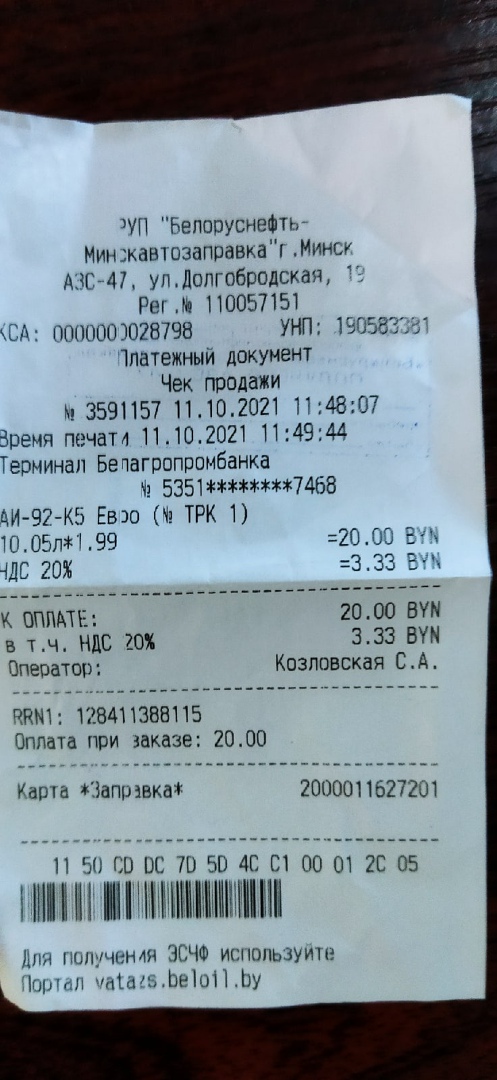 РУП "Белоруснефть-
Минскавтозаправка"г.Минск
АЗС-47, ул.Долгобродская, 19
Рег.№ 110057151
КСА: 0000000028798 УНП: 190583381
Платежный документ
Чек продажи
№ 3591157 11.10.2021 11:48:07
Время печати 11.10.2021 11:49:44
Терминал Белагропромбанка
№ 5351********7468
АИ-92-К5 Евро (№ ТРК 1)
10.05л*1.99 =20.00 BYN
НДС 20% =3.33 BYN
К ОПЛАТЕ: 20.00 BYN
в т.ч. НДС 20% 3.33 BYN
Оператор: Козловская С.А.
RRN1: 128411388115
Оплата при заказе: 20.00
Карта *Заправка* 2000011627201
11 50 CD DC 7D 5D 4C C1 00 01 2C 05
Для получения ЭСЧФ используйте
Портал vatazs.beloil.by